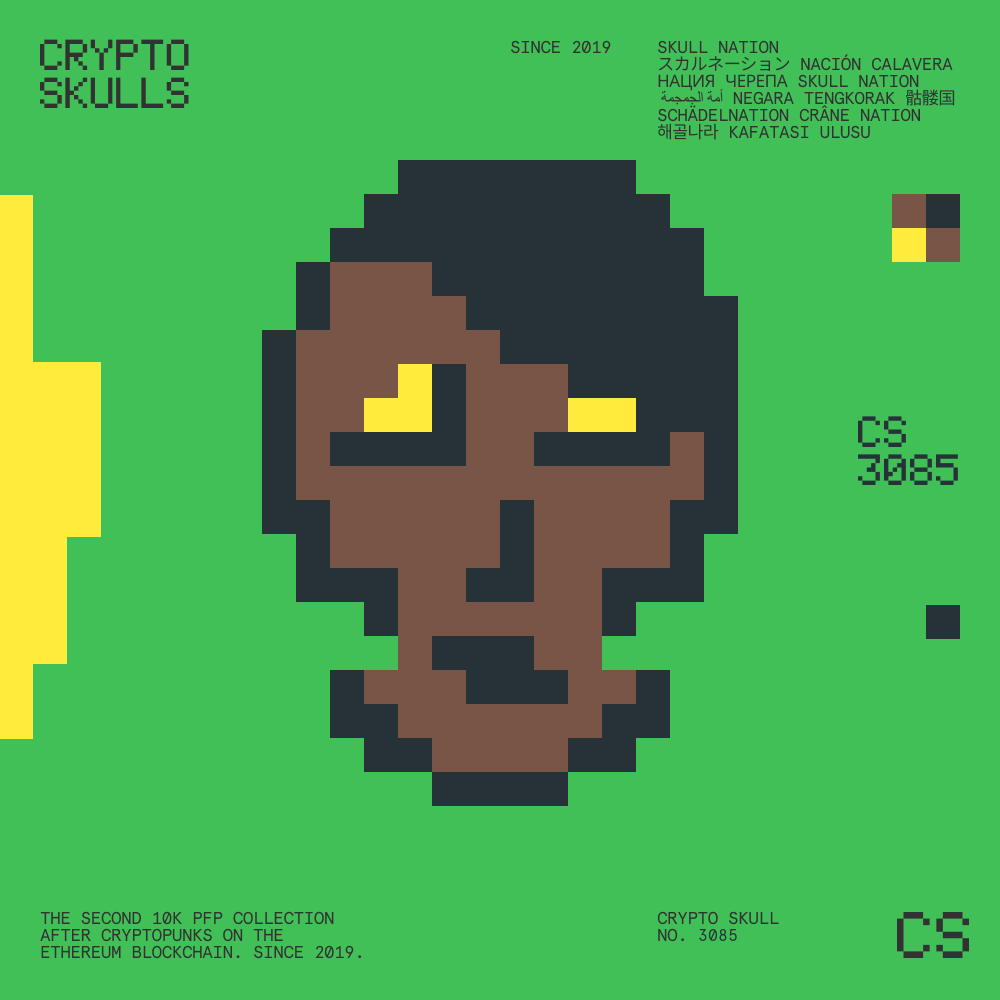 CRYPTO
SKULLS
SINCE 2019
SKULL NATION
スカルネーション NACIÓN CALAVERA
НАЦИЯ ЧЕРЕПА SKULL NATION
أمة الجمجمة NEGARA TENGKORAK 骷髅国
SCHÄDELNATION CRÂNE NATION
해골나라 KAFATASI ULUSU
CS
3085
THE SECOND 10K PFP COLLECTION
AFTER CRYPTOPUNKS ON THE
ETHEREUM BLOCKCHAIN. SINCE 2019.
CRYPTO SKULL
NO. 3085
CS